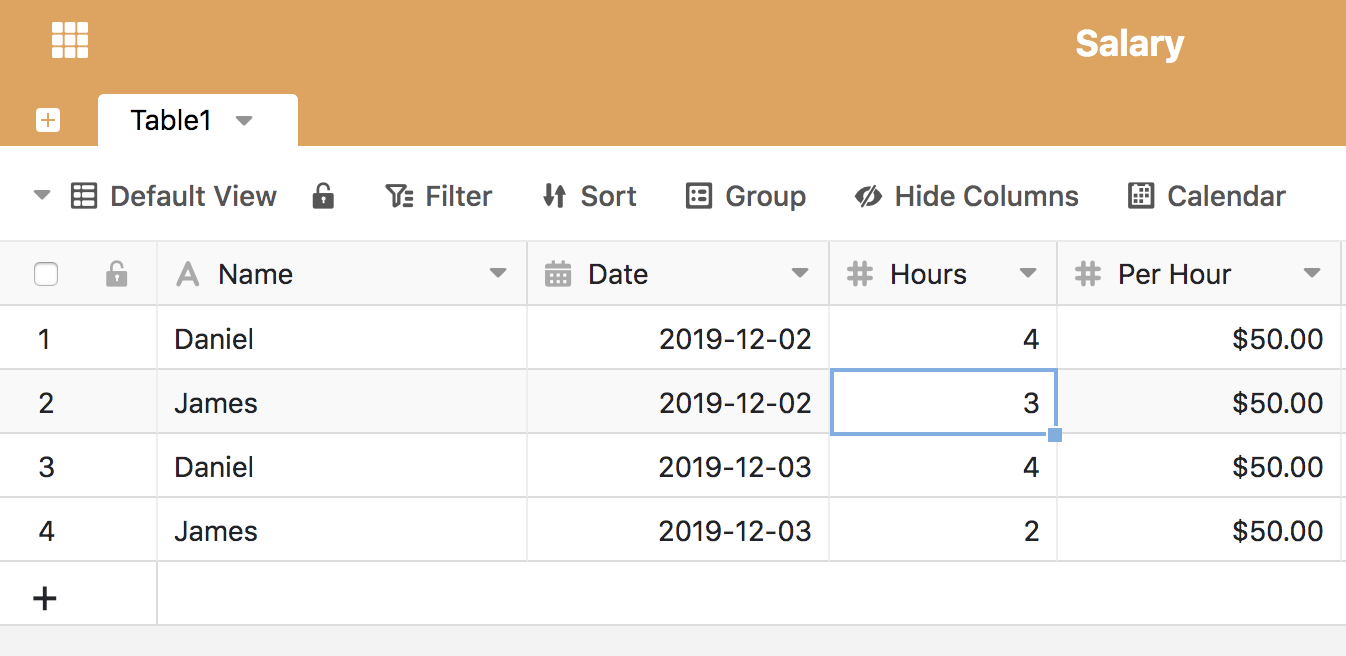 Salary
Table1
Default View Filter Sort Group Hide Columns Calendar
A Name Date # Hours # Per Hour
1 Daniel 2019-12-02 4 $50.00
2 James 2019-12-02 3 $50.00
3 Daniel 2019-12-03 4 $50.00
4 James 2019-12-03 2 $50.00
+